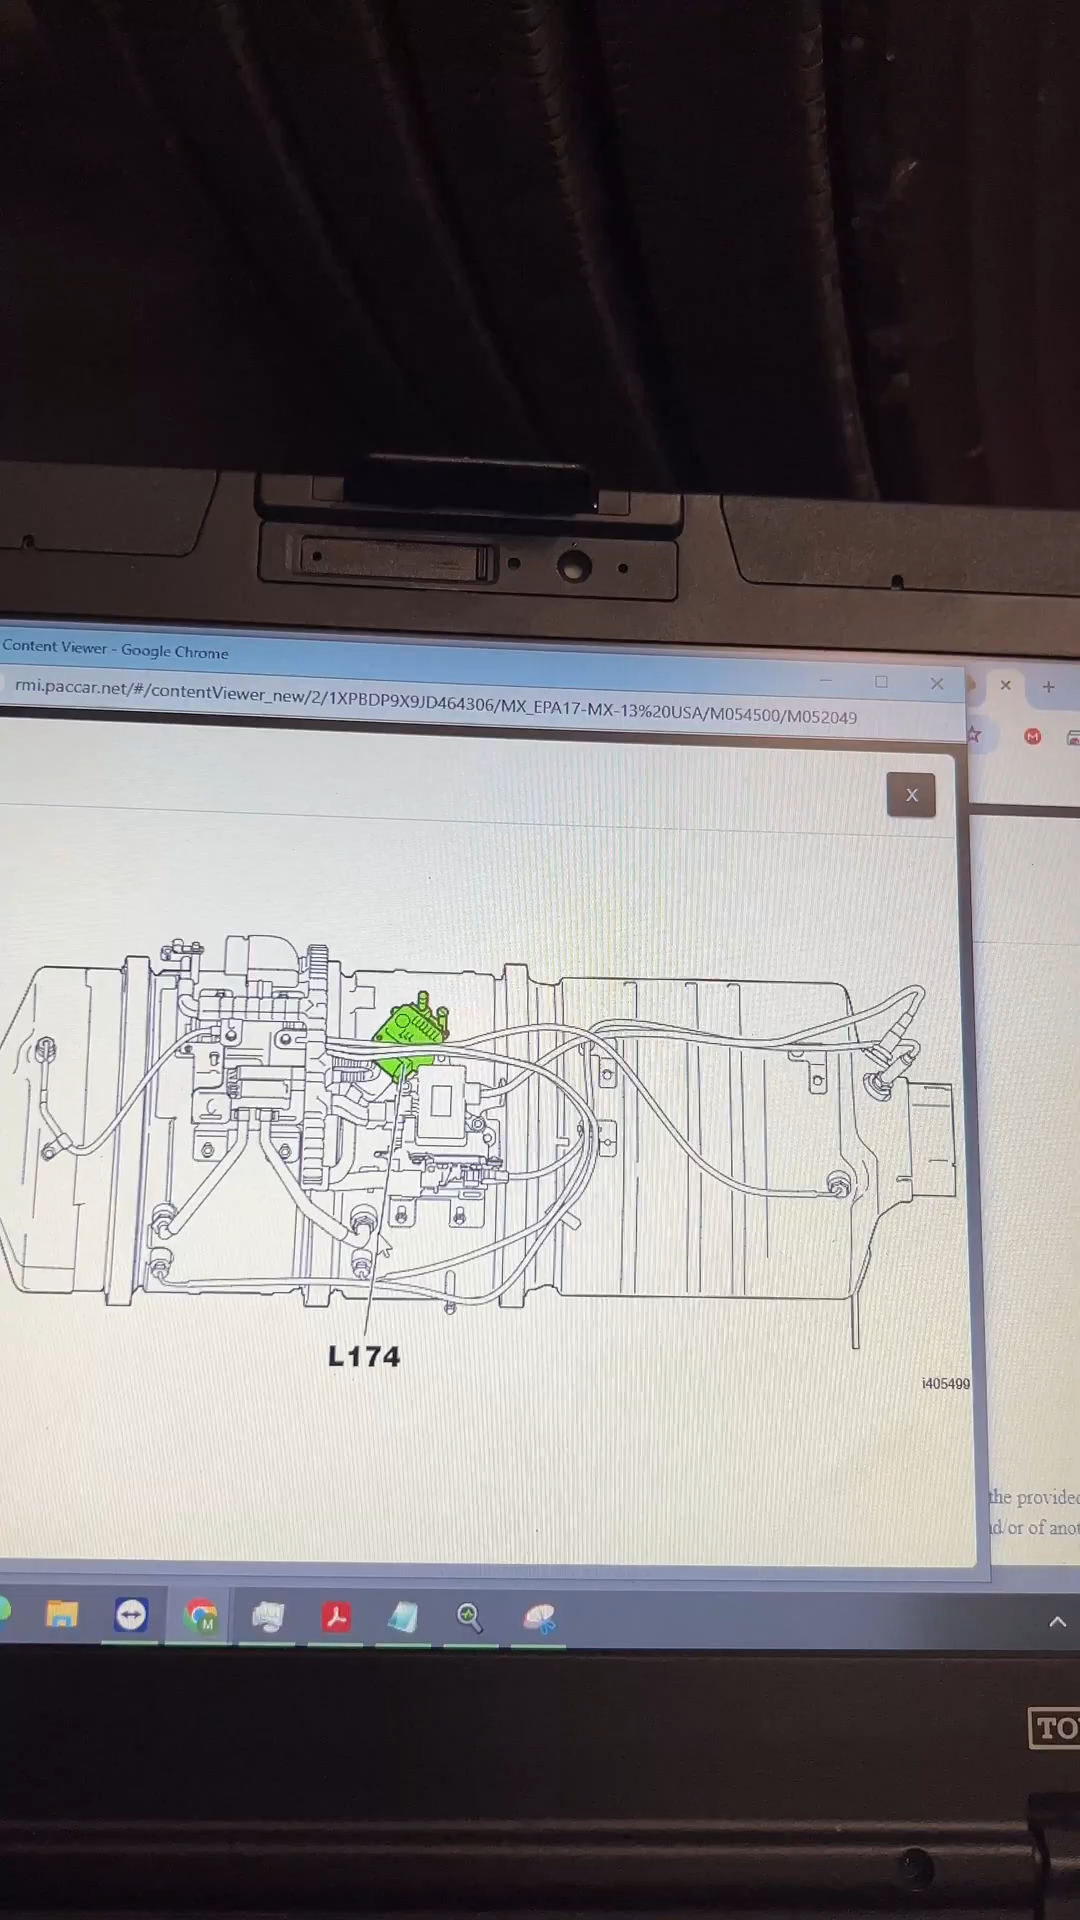 Content Viewer - Google Chrome
rmi.paccar.net/#/contentViewer_new/2/1XPBDP9X9JD464306/MX_EPA17-MX-13%20USA/M054500/M052049
M
X
L174
i405499
the provided
d/or of
M
TO